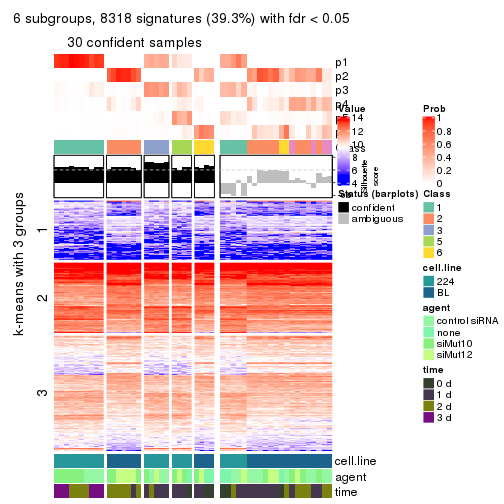 6 subgroups, 8318 signatures (39.3%) with fdr < 0.05
30 confident samples
p1
p2
p3
p4
Value
14
12
10
8
6
4
Class
Silhouette
score
Prob
1
0.8
0.6
0.4
0.2
0
Status (barplots)
confident
ambiguous
Class
1
2
3
5
6
cell.line
224
BL
agent
control siRNA
none
siMut10
siMut12
time
0 d
1 d
2 d
3 d
k-means with 3 groups
1
2
3
cell.line
agent
time